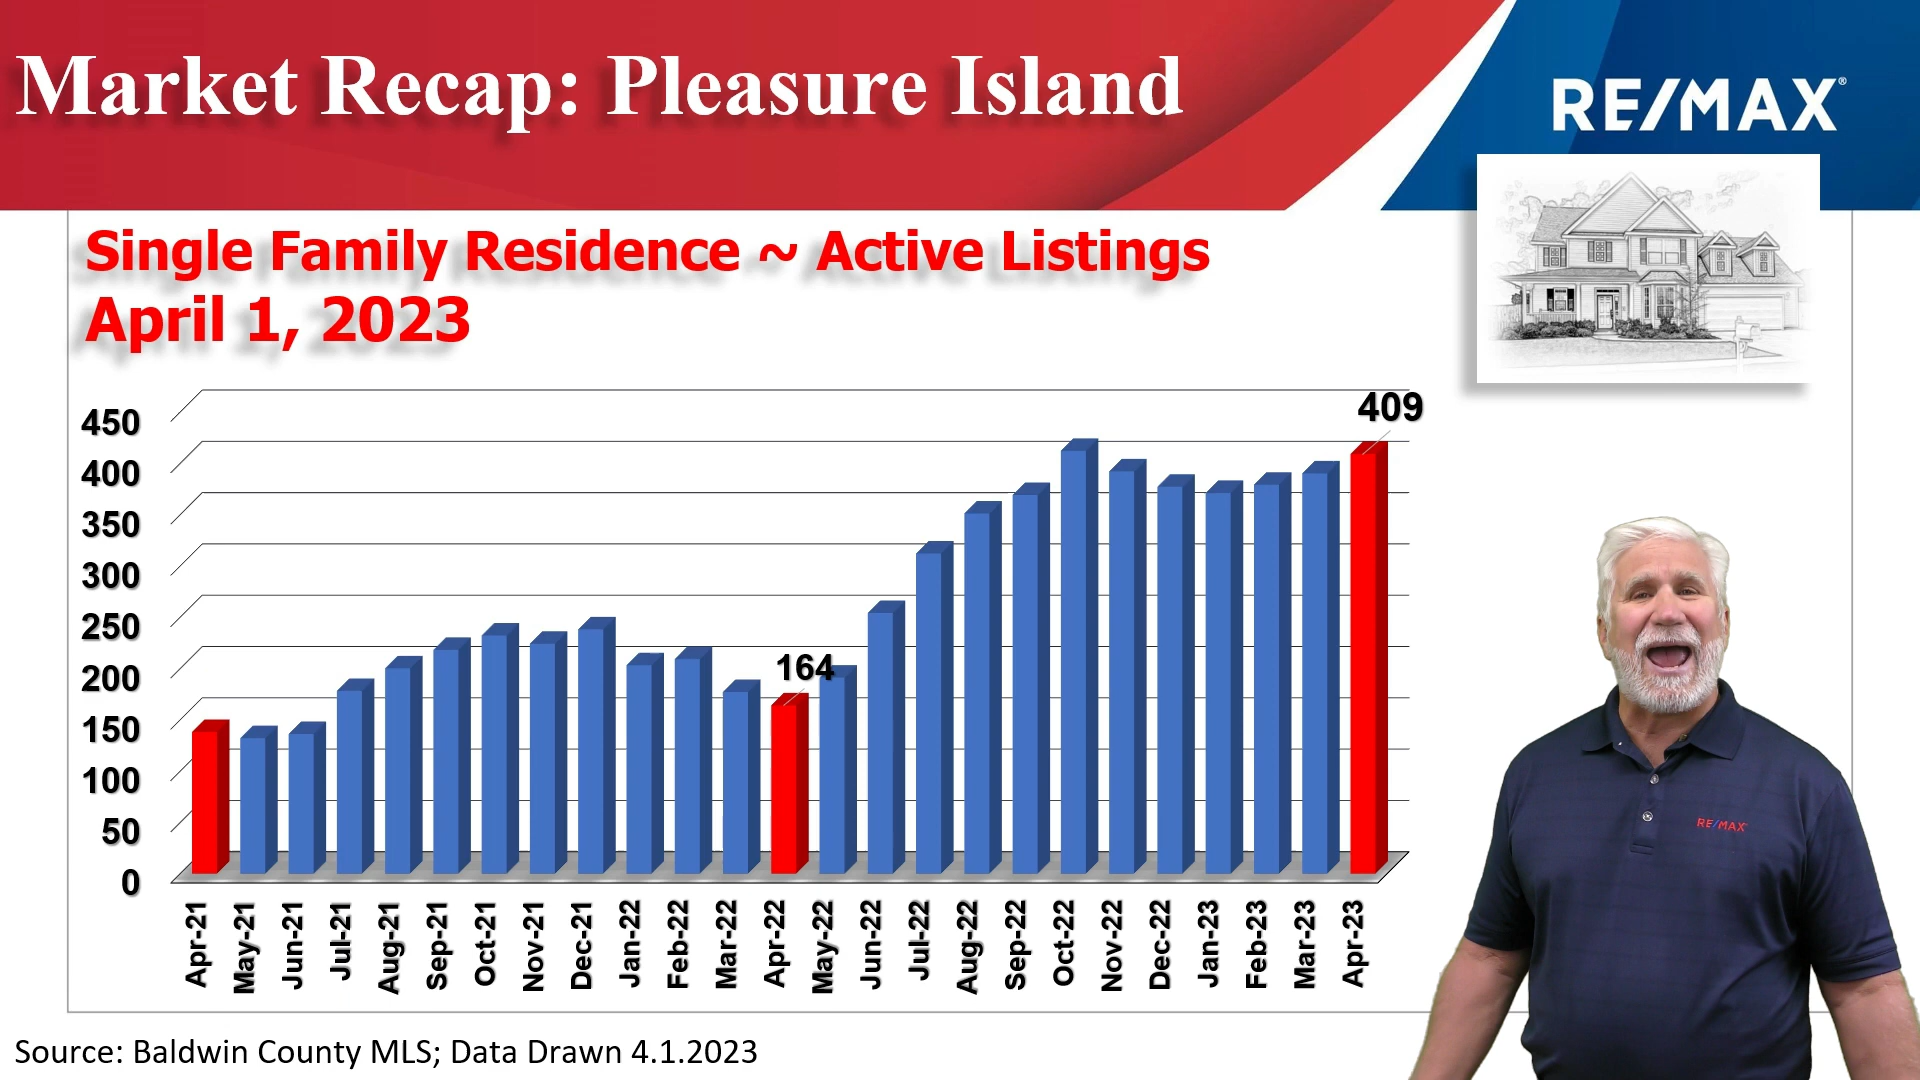 Market Recap: Pleasure Island
RE/MAX®
Single Family Residence ~ Active Listings
April 1, 2023
450
400
350
300
250
200
150
100
50
0
409
164
Apr-21
May-21
Jun-21
Jul-21
Aug-21
Sep-21
Oct-21
Nov-21
Dec-21
Jan-22
Feb-22
Mar-22
Apr-22
May-22
Jun-22
Jul-22
Aug-22
Sep-22
Oct-22
Nov-22
Dec-22
Jan-23
Feb-23
Mar-23
Apr-23
RE/MAX
Source: Baldwin County MLS; Data Drawn 4.1.2023